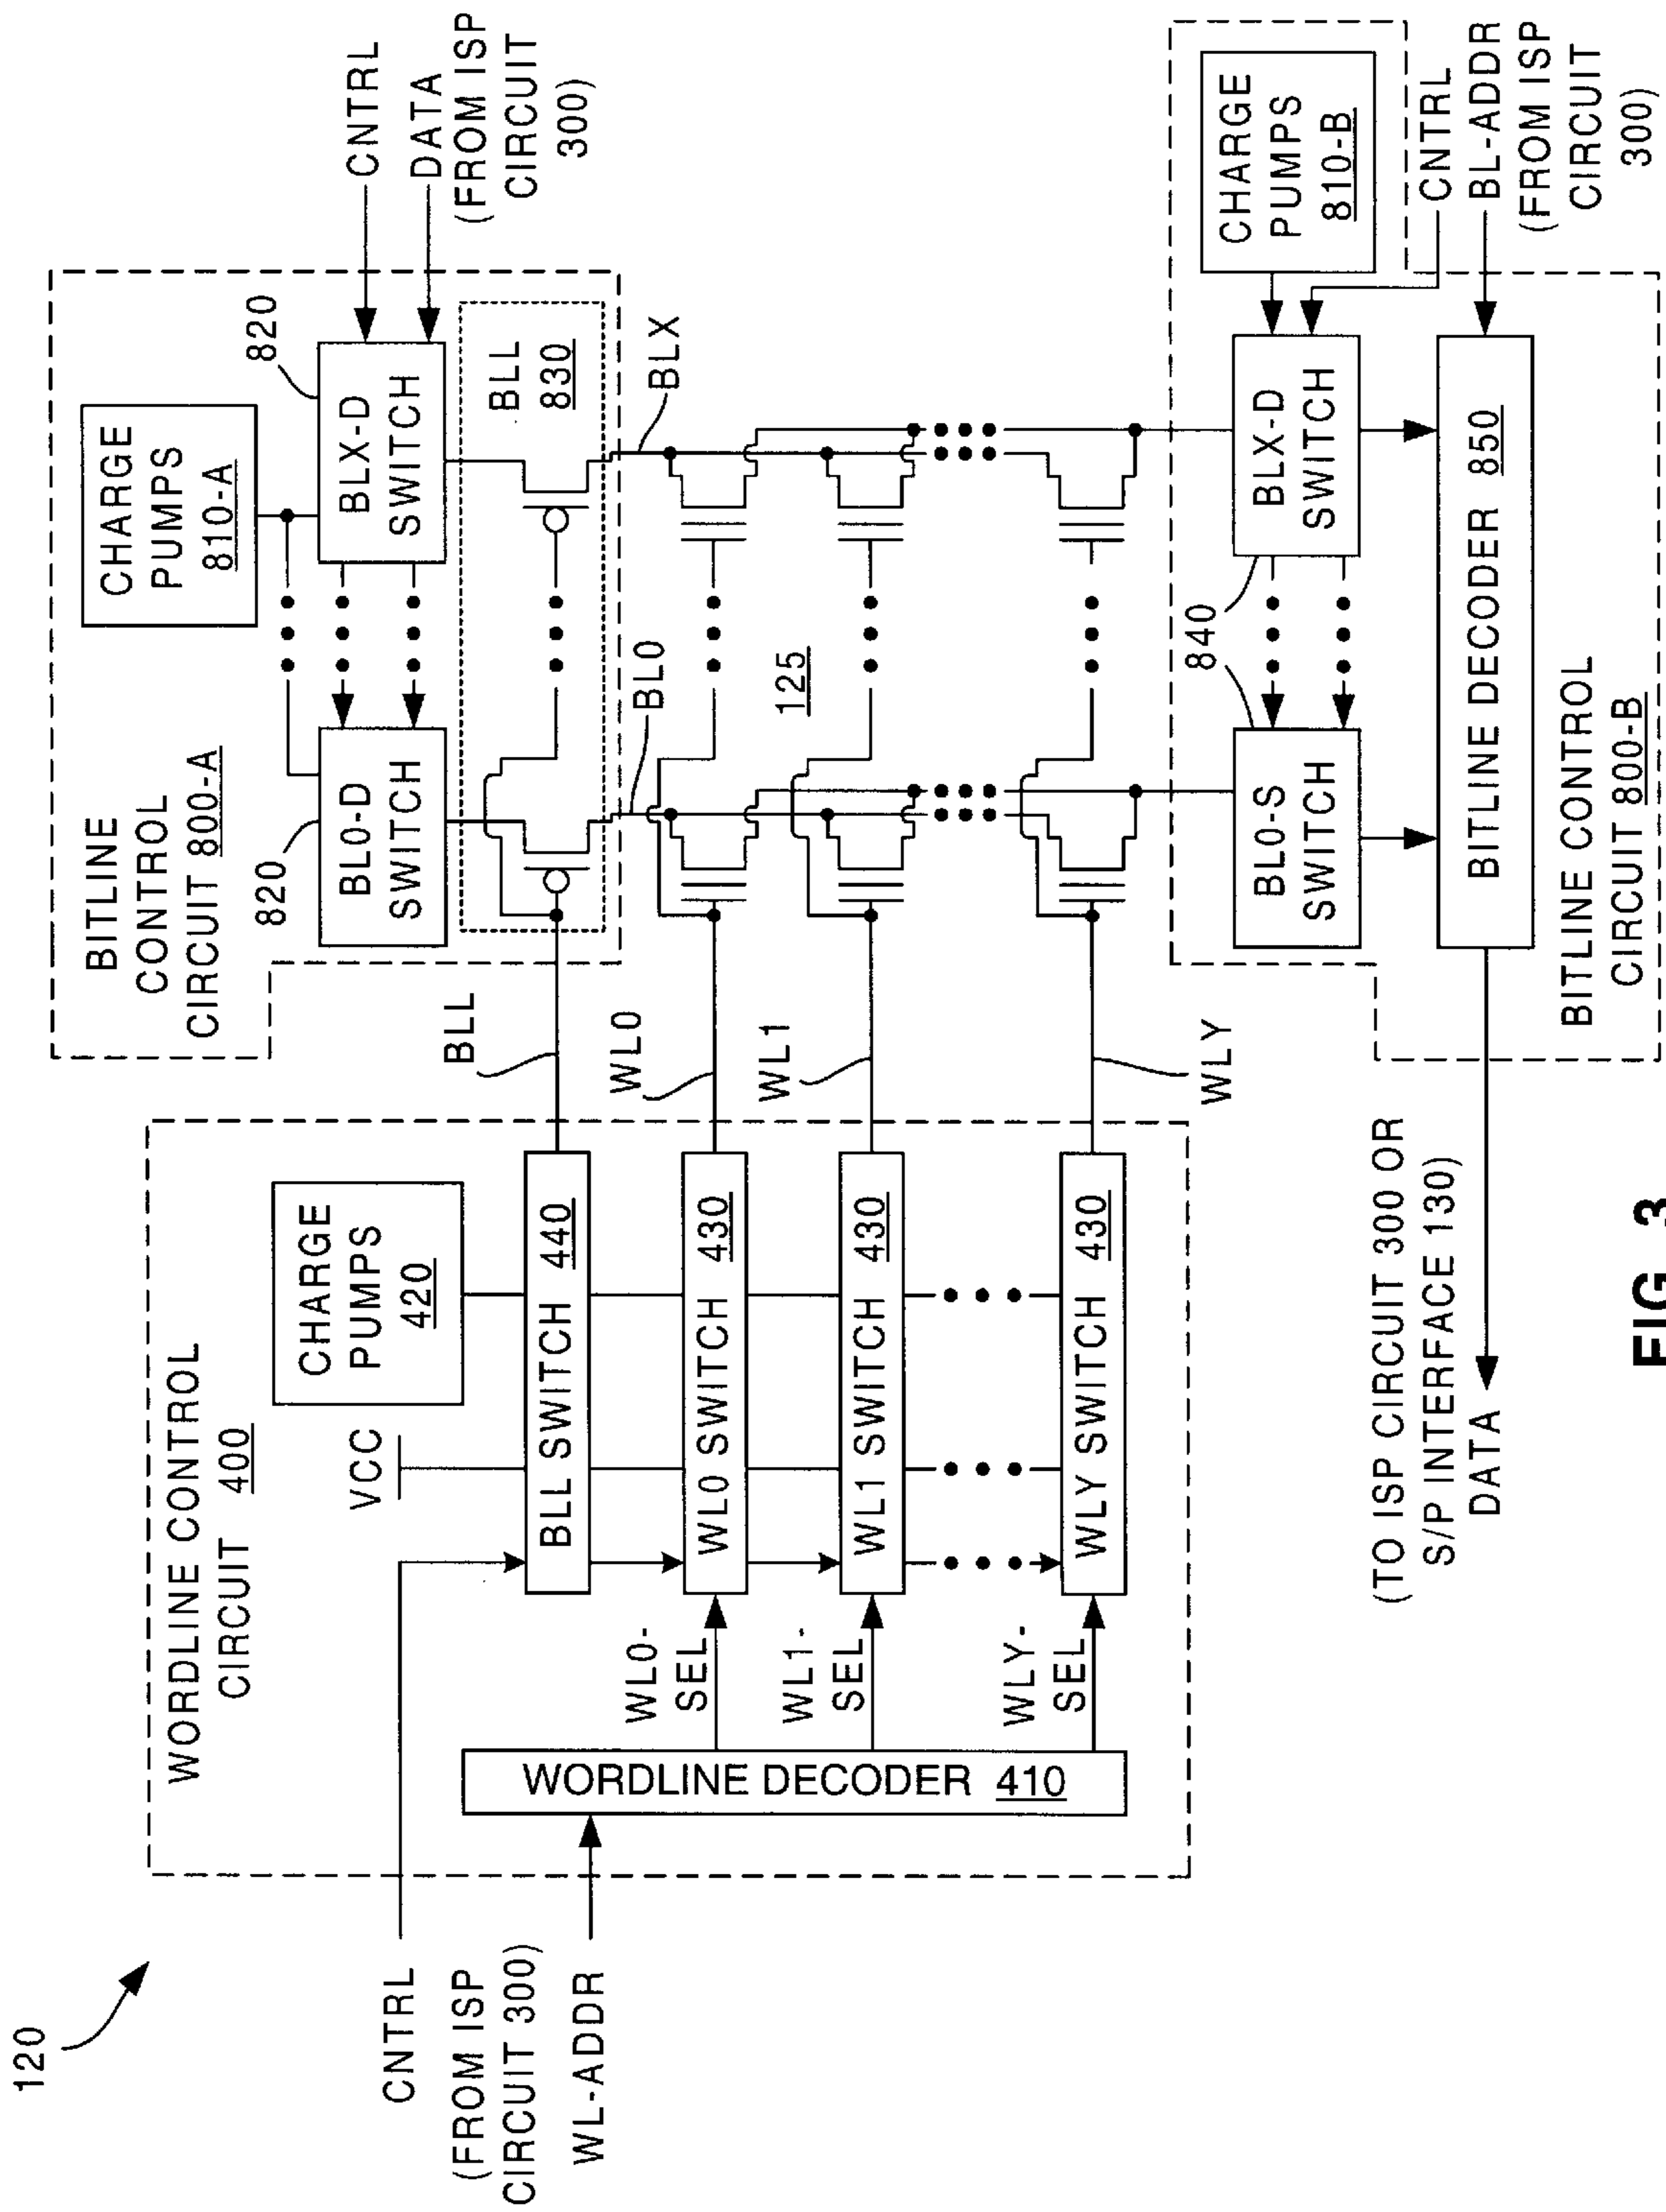 120
CNTRL
(FROM ISP
CIRCUIT 300)
WL-ADDR
WORDLINE CONTROL
CIRCUIT 400
VCC
CHARGE
PUMPS
420
WORDLINE DECODER 410
WL0-
SEL
WL1-
SEL
WLY-
SEL
BLL SWITCH 440
WL0 SWITCH 430
WL1 SWITCH 430
WLY SWITCH 430
BLL
WL0
WL1
WLY
BITLINE
CONTROL
CIRCUIT 800-A
CHARGE
PUMPS
810-A
820
BL0-D
SWITCH
820
BLX-D
SWITCH
CNTRL
DATA
(FROM ISP
CIRCUIT
300)
BLL
830
BL0
BLX
125
840
BL0-S
SWITCH
BLX-D
SWITCH
CHARGE
PUMPS
810-B
CNTRL
BL-ADDR
(FROM ISP
CIRCUIT
300)
BITLINE DECODER 850
BITLINE CONTROL
CIRCUIT 800-B
(TO ISP CIRCUIT 300 OR
S/P INTERFACE 130)
DATA
FIG. 3